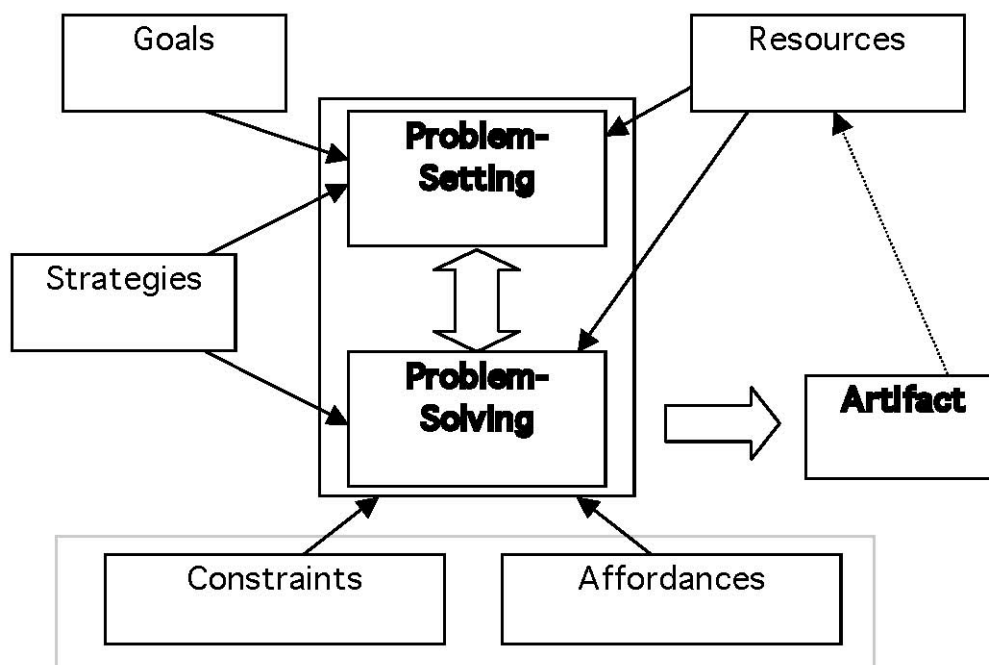 Goals
Resources
Problem-
Setting
Strategies
Problem-
Solving
Artifact
Constraints
Affordances